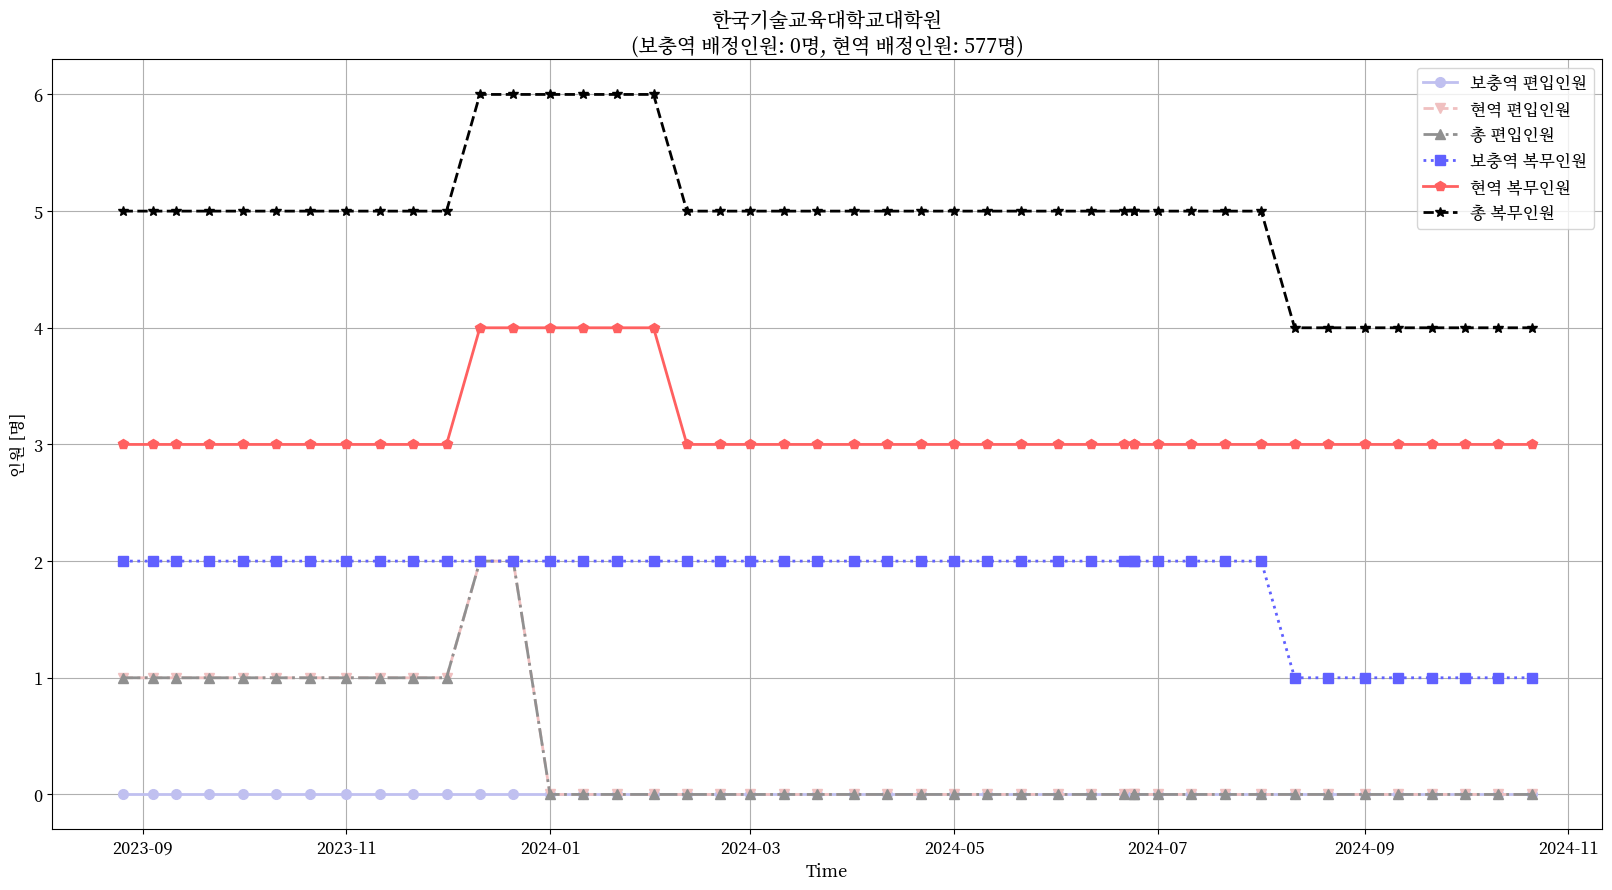 한국기술교육대학교대학원
(보충역 배정인원: 0명, 현역 배정인원: 577명)
보충역 편입인원
현역 편입인원
총 편입인원
보충역 복무인원
현역 복무인원
총 복무인원
인원 [명]
6
5
4
3
2
1
0
2023-09
2023-11
2024-01
2024-03
2024-05
2024-07
2024-09
2024-11
Time